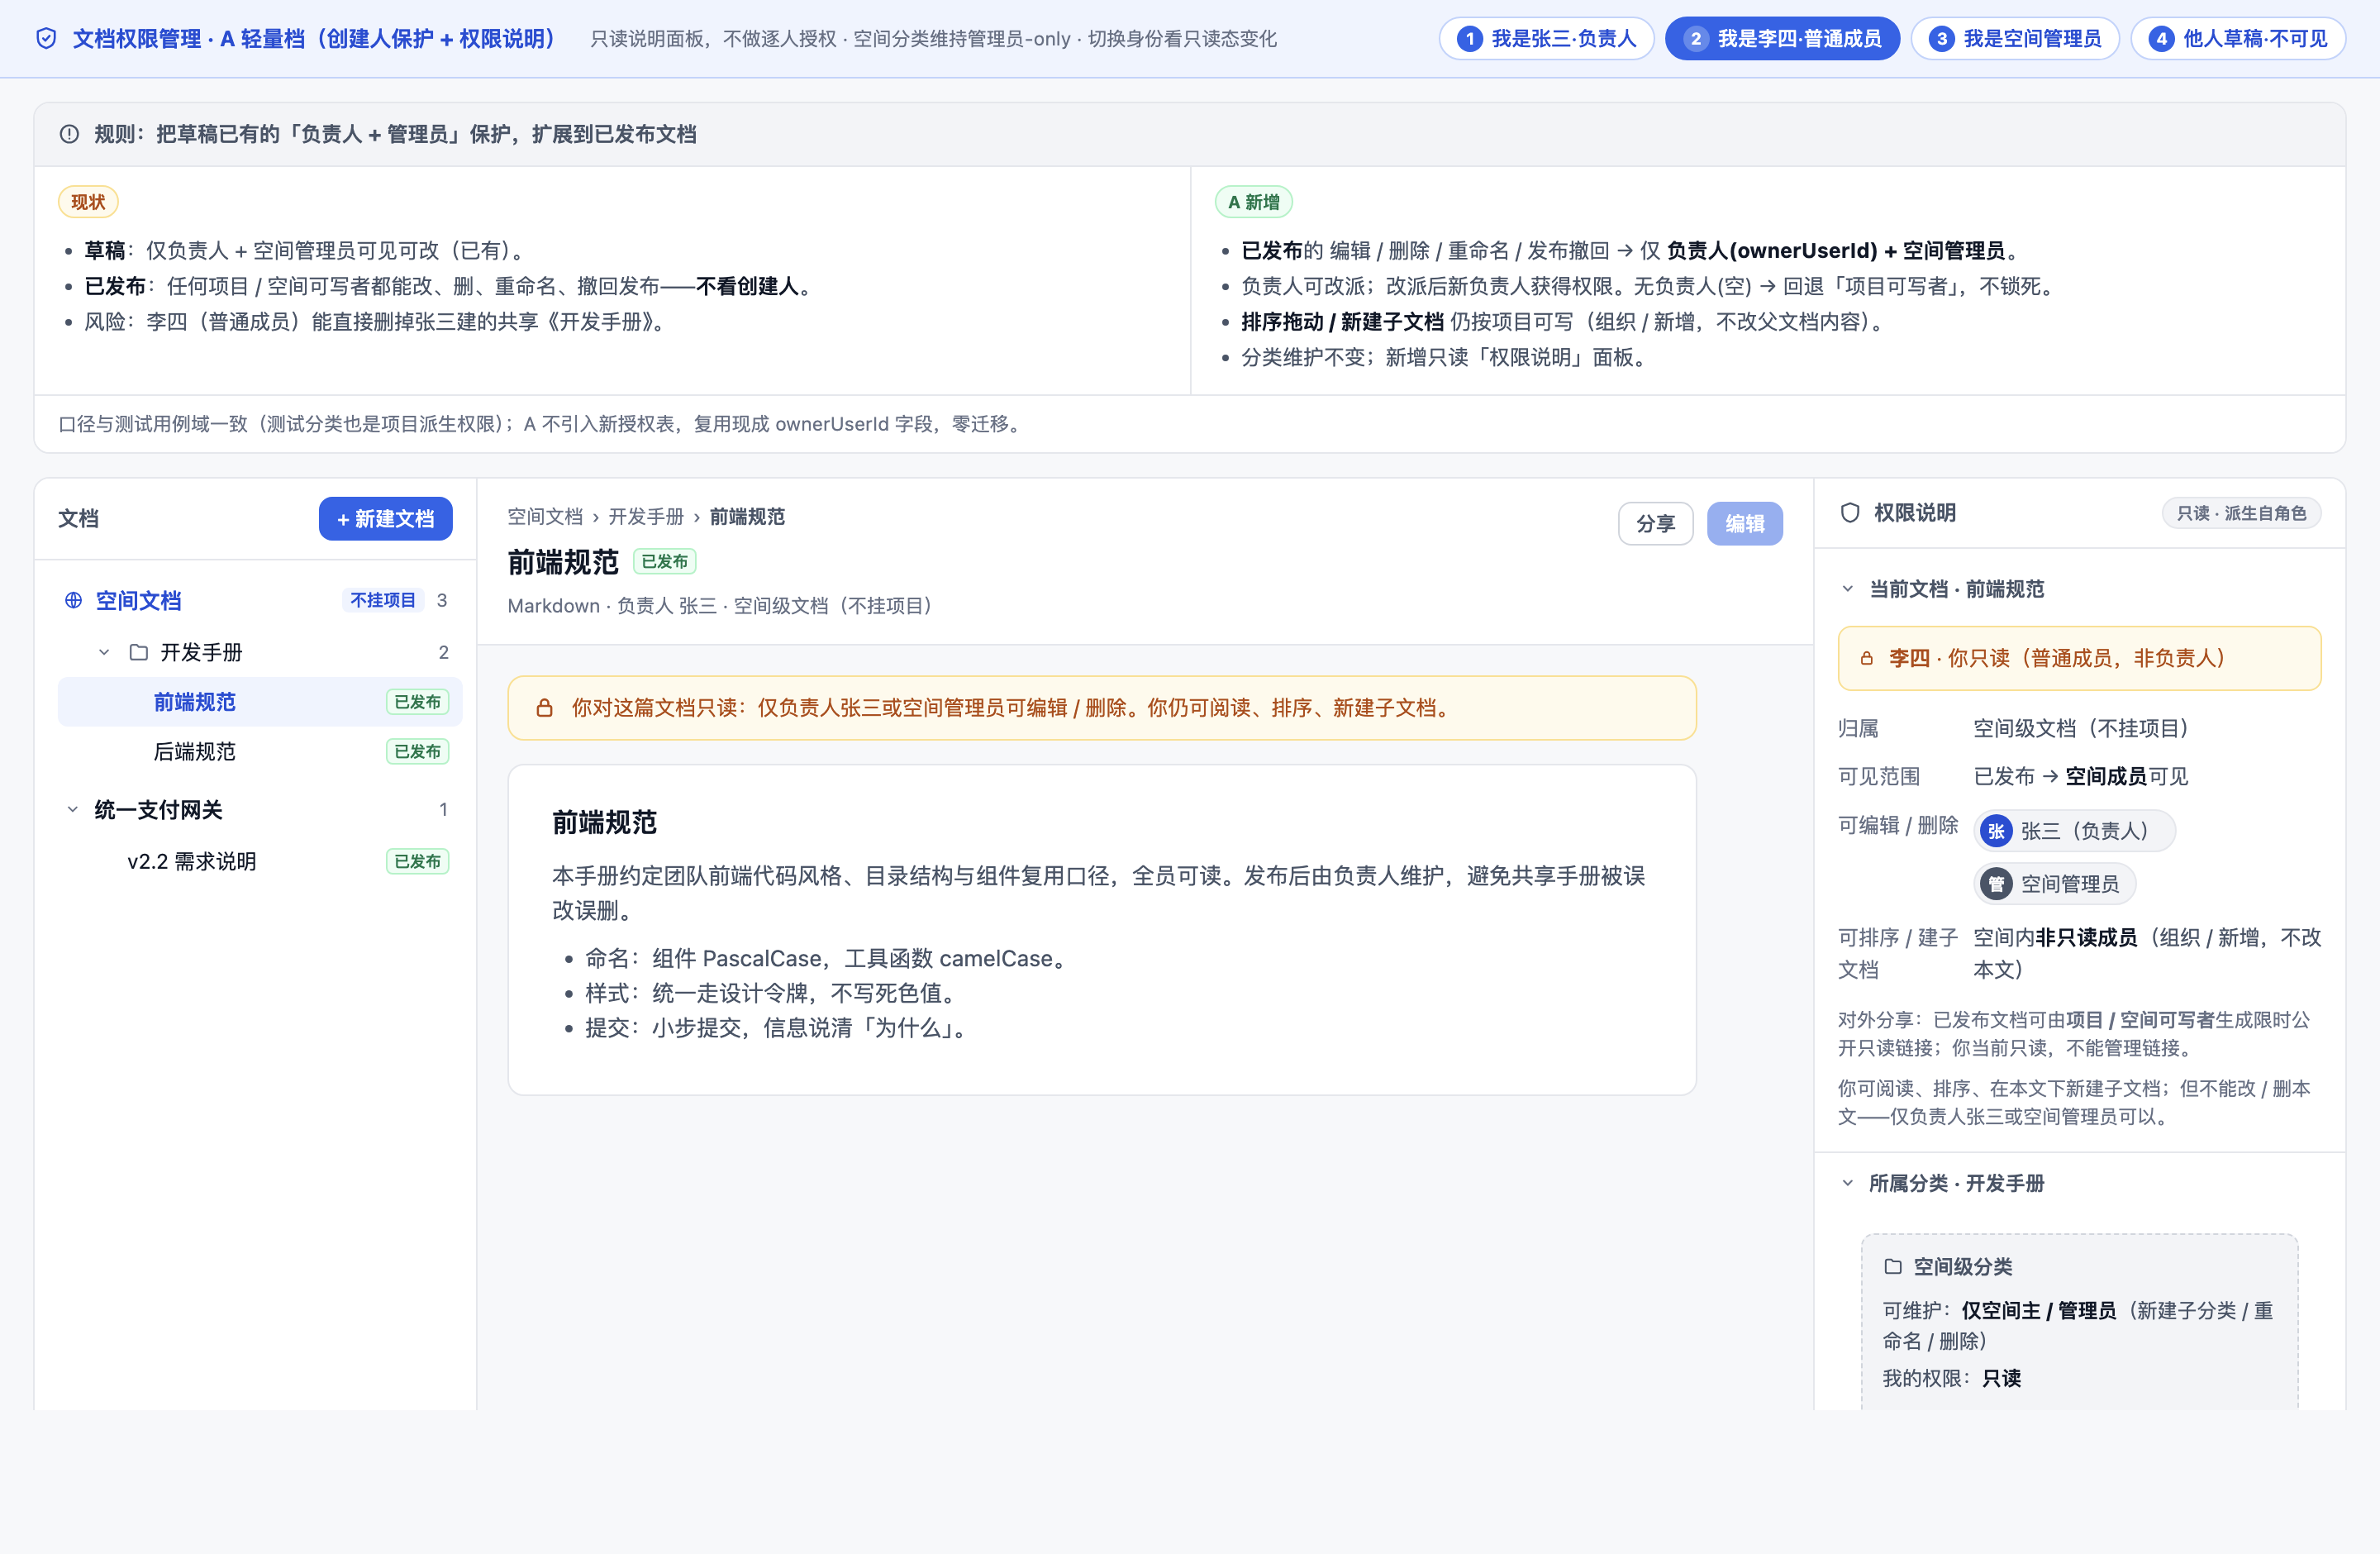 文档权限管理 · A 轻量档（创建人保护 + 权限说明）
只读说明面板，不做逐人授权 · 空间分类维持管理员-only · 切换身份看只读态变化
1 我是张三·负责人
2 我是李四·普通成员
3 我是空间管理员
4 他人草稿·不可见
规则：把草稿已有的「负责人 + 管理员」保护，扩展到已发布文档
现状
草稿：仅负责人 + 空间管理员可见可改（已有）。
已发布：任何项目 / 空间可写者都能改、删、重命名、撤回发布——不看创建人。
风险：李四（普通成员）能直接删掉张三建的共享《开发手册》。
A 新增
已发布的 编辑 / 删除 / 重命名 / 发布撤回 → 仅 负责人(ownerUserId) + 空间管理员。
负责人可改派；改派后新负责人获得权限。无负责人(空) → 回退「项目可写者」，不锁死。
排序拖动 / 新建子文档 仍按项目可写（组织 / 新增，不改父文档内容）。
分类维护不变；新增只读「权限说明」面板。
口径与测试用例域一致（测试分类也是项目派生权限）；A 不引入新授权表，复用现成 ownerUserId 字段，零迁移。
文档
+ 新建文档
空间文档 不挂项目 3
开发手册 2
前端规范 已发布
后端规范 已发布
统一支付网关 1
v2.2 需求说明 已发布
空间文档 › 开发手册 › 前端规范
前端规范 已发布
Markdown · 负责人 张三 · 空间级文档（不挂项目）
分享
编辑
你对这篇文档只读：仅负责人张三或空间管理员可编辑 / 删除。你仍可阅读、排序、新建子文档。
前端规范
本手册约定团队前端代码风格、目录结构与组件复用口径，全员可读。发布后由负责人维护，避免共享手册被误
改误删。
命名：组件 PascalCase，工具函数 camelCase。
样式：统一走设计令牌，不写死色值。
提交：小步提交，信息说清「为什么」。
权限说明
只读 · 派生自角色
当前文档 · 前端规范
李四 · 你只读（普通成员，非负责人）
归属 空间级文档（不挂项目）
可见范围 已发布 → 空间成员可见
可编辑 / 删除 张 张三（负责人）
管 空间管理员
可排序 / 建子 空间内非只读成员（组织 / 新增，不改
文档 本文）
对外分享：已发布文档可由项目 / 空间可写者生成限时公
开只读链接；你当前只读，不能管理链接。
你可阅读、排序、在本文下新建子文档；但不能改 / 删本
文——仅负责人张三或空间管理员可以。
所属分类 · 开发手册
空间级分类
可维护：仅空间主 / 管理员（新建子分类 / 重
命名 / 删除）
我的权限：只读